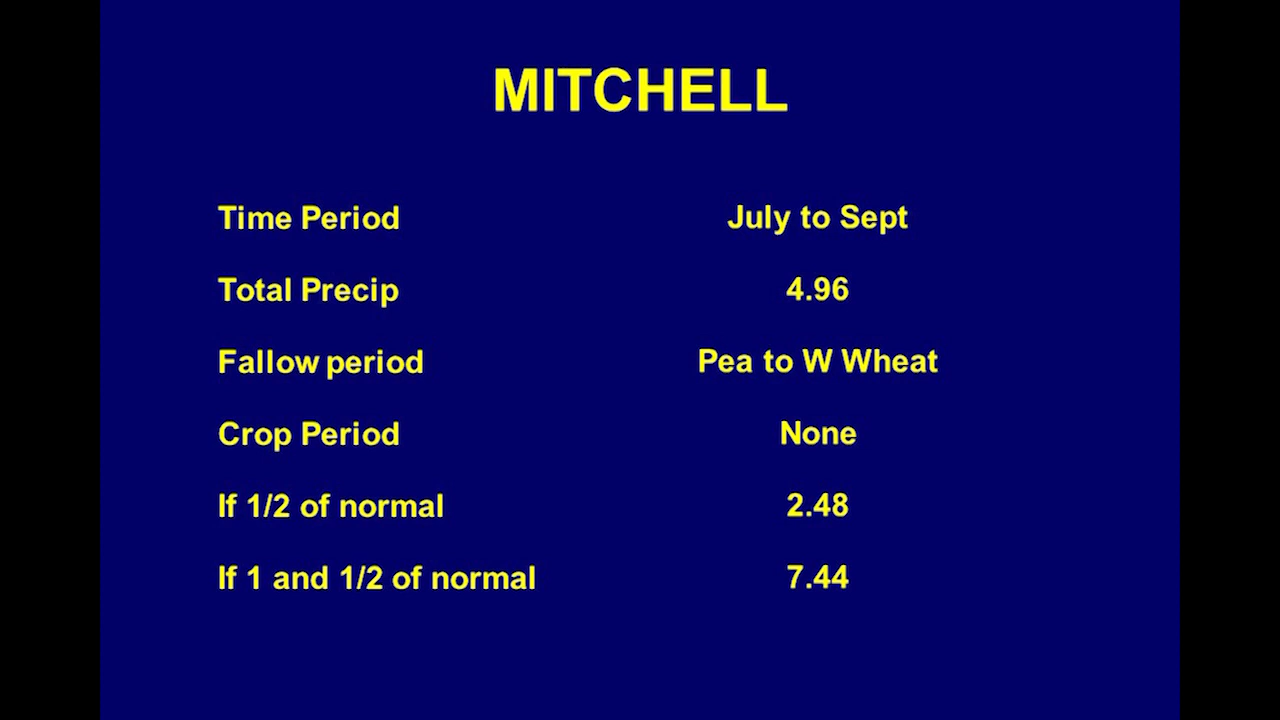 MITCHELL
Time Period July to Sept
Total Precip 4.96
Fallow period Pea to W Wheat
Crop Period None
If 1/2 of normal 2.48
If 1 and 1/2 of normal 7.44